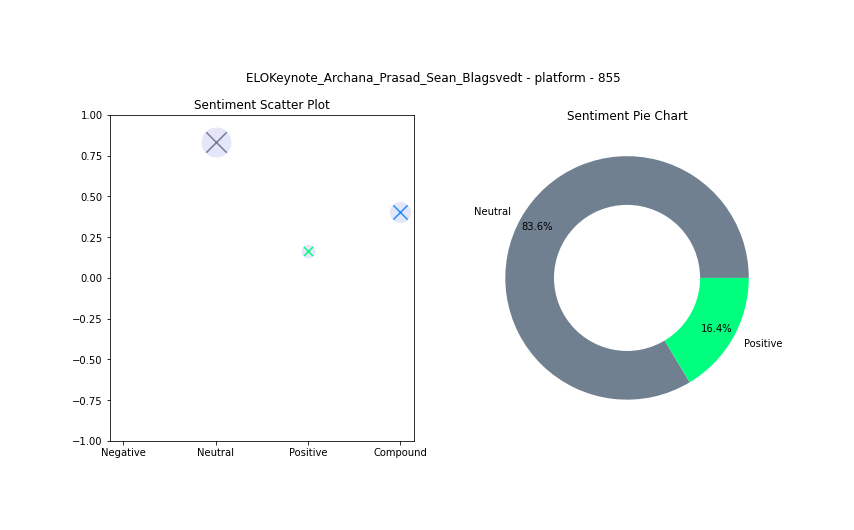 ELOKeynote_Archana_Prasad_Sean_Blagsvedt - platform - 855
Sentiment Scatter Plot
1.00
0.75
0.50
0.25
0.00
−0.25
−0.50
−0.75
−1.00
Negative Neutral Positive Compound
Sentiment Pie Chart
Neutral
83.6%
16.4%
Positive